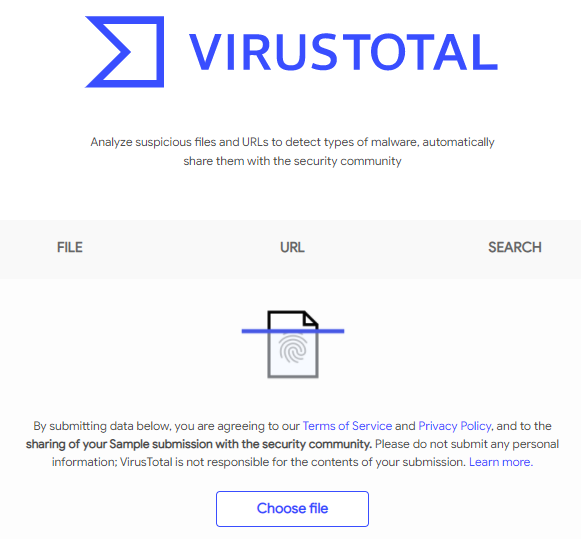 VIRUSTOTAL
Analyze suspicious files and URLs to detect types of malware, automatically
share them with the security community
FILE
URL
SEARCH
By submitting data below, you are agreeing to our Terms of Service and Privacy Policy, and to the
sharing of your Sample submission with the security community. Please do not submit any personal
information; VirusTotal is not responsible for the contents of your submission. Learn more.
Choose file